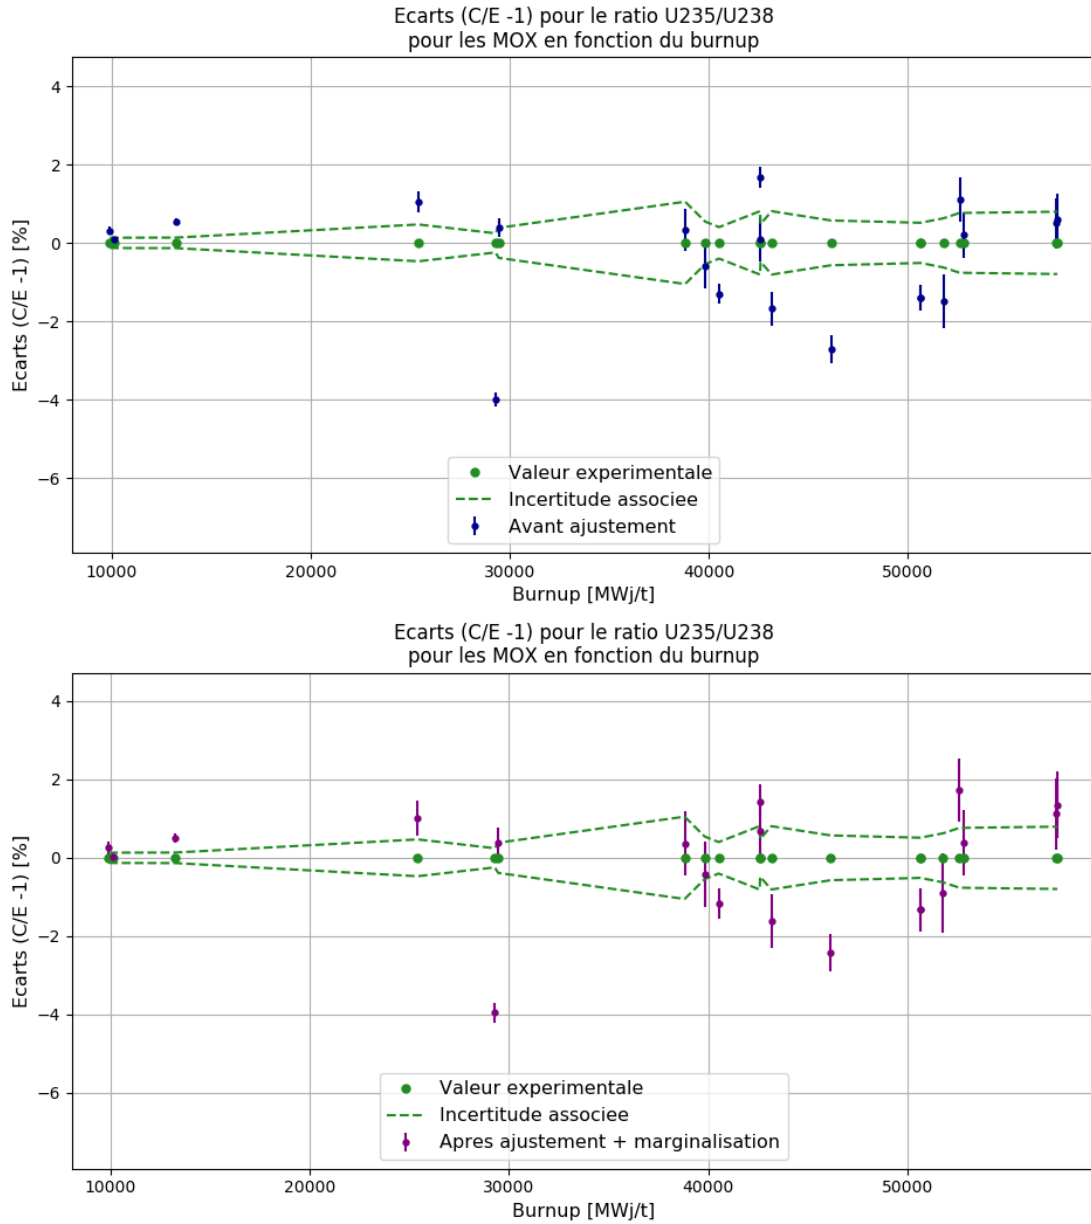 Ecarts (C/E -1) pour le ratio U235/U238
pour les MOX en fonction du burnup
Ecarts (C/E -1) [%]
4
2
0
−2
−4
−6
Valeur experimentale
Incertitude associee
Avant ajustement
10000 20000 30000 40000 50000
Burnup [MWj/t]
Ecarts (C/E -1) pour le ratio U235/U238
pour les MOX en fonction du burnup
Ecarts (C/E -1) [%]
4
2
0
−2
−4
−6
Valeur experimentale
Incertitude associee
Apres ajustement + marginalisation
10000 20000 30000 40000 50000
Burnup [MWj/t]